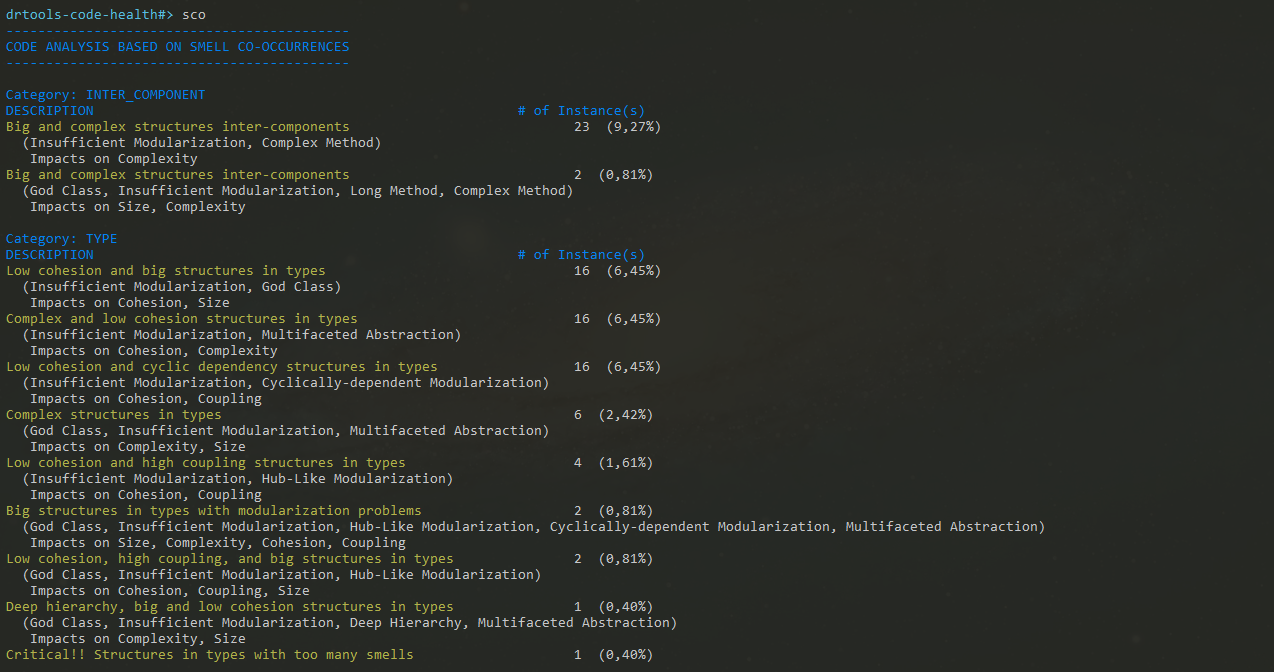 drtools-code-health#> sco
-------------------------------------------
CODE ANALYSIS BASED ON SMELL CO-OCCURRENCES
-------------------------------------------
Category: INTER_COMPONENT
DESCRIPTION # of Instance(s)
Big and complex structures inter-components 23 (9,27%)
(Insufficient Modularization, Complex Method)
Impacts on Complexity
Big and complex structures inter-components 2 (0,81%)
(God Class, Insufficient Modularization, Long Method, Complex Method)
Impacts on Size, Complexity
Category: TYPE
DESCRIPTION # of Instance(s)
Low cohesion and big structures in types 16 (6,45%)
(Insufficient Modularization, God Class)
Impacts on Cohesion, Size
Complex and low cohesion structures in types 16 (6,45%)
(Insufficient Modularization, Multifaceted Abstraction)
Impacts on Cohesion, Complexity
Low cohesion and cyclic dependency structures in types 16 (6,45%)
(Insufficient Modularization, Cyclically-dependent Modularization)
Impacts on Cohesion, Coupling
Complex structures in types 6 (2,42%)
(God Class, Insufficient Modularization, Multifaceted Abstraction)
Impacts on Complexity, Size
Low cohesion and high coupling structures in types 4 (1,61%)
(Insufficient Modularization, Hub-Like Modularization)
Impacts on Cohesion, Coupling
Big structures in types with modularization problems 2 (0,81%)
(God Class, Insufficient Modularization, Hub-Like Modularization, Cyclically-dependent Modularization, Multifaceted Abstraction)
Impacts on Size, Complexity, Cohesion, Coupling
Low cohesion, high coupling, and big structures in types 2 (0,81%)
(God Class, Insufficient Modularization, Hub-Like Modularization)
Impacts on Cohesion, Coupling, Size
Deep hierarchy, big and low cohesion structures in types 1 (0,40%)
(God Class, Insufficient Modularization, Deep Hierarchy, Multifaceted Abstraction)
Impacts on Complexity, Size
Critical!! Structures in types with too many smells 1 (0,40%)